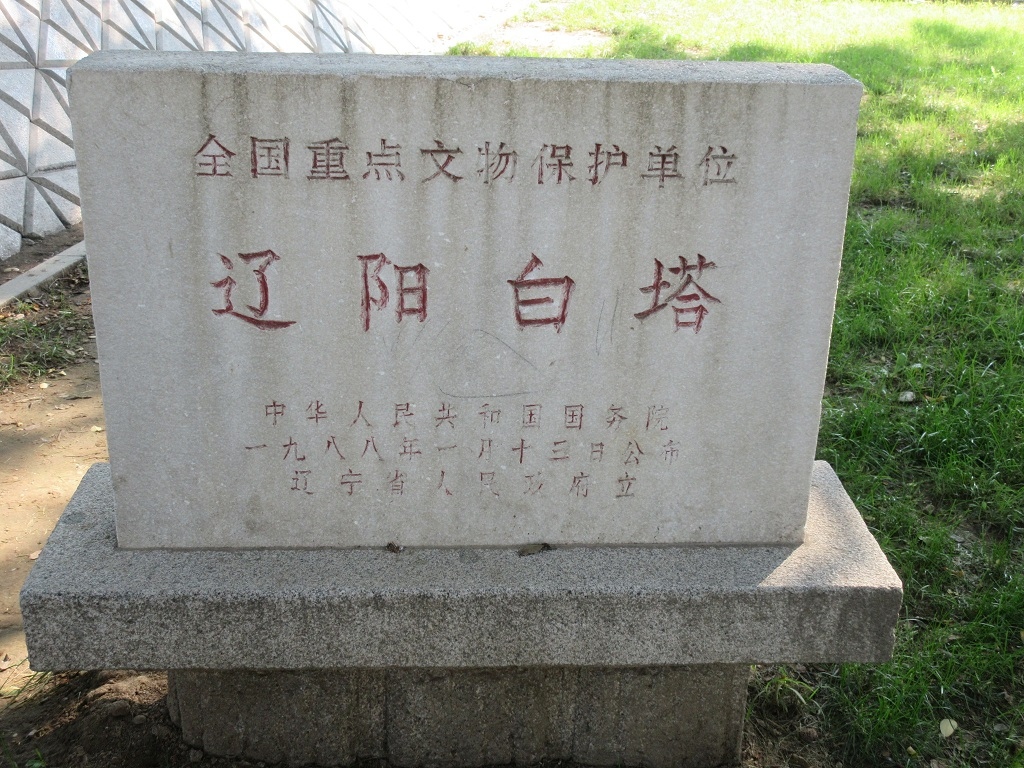 全国重点文物保护单位
辽阳白塔
中华人民共和国国务院
一九八八年一月十三日公布
辽宁省人民政府立